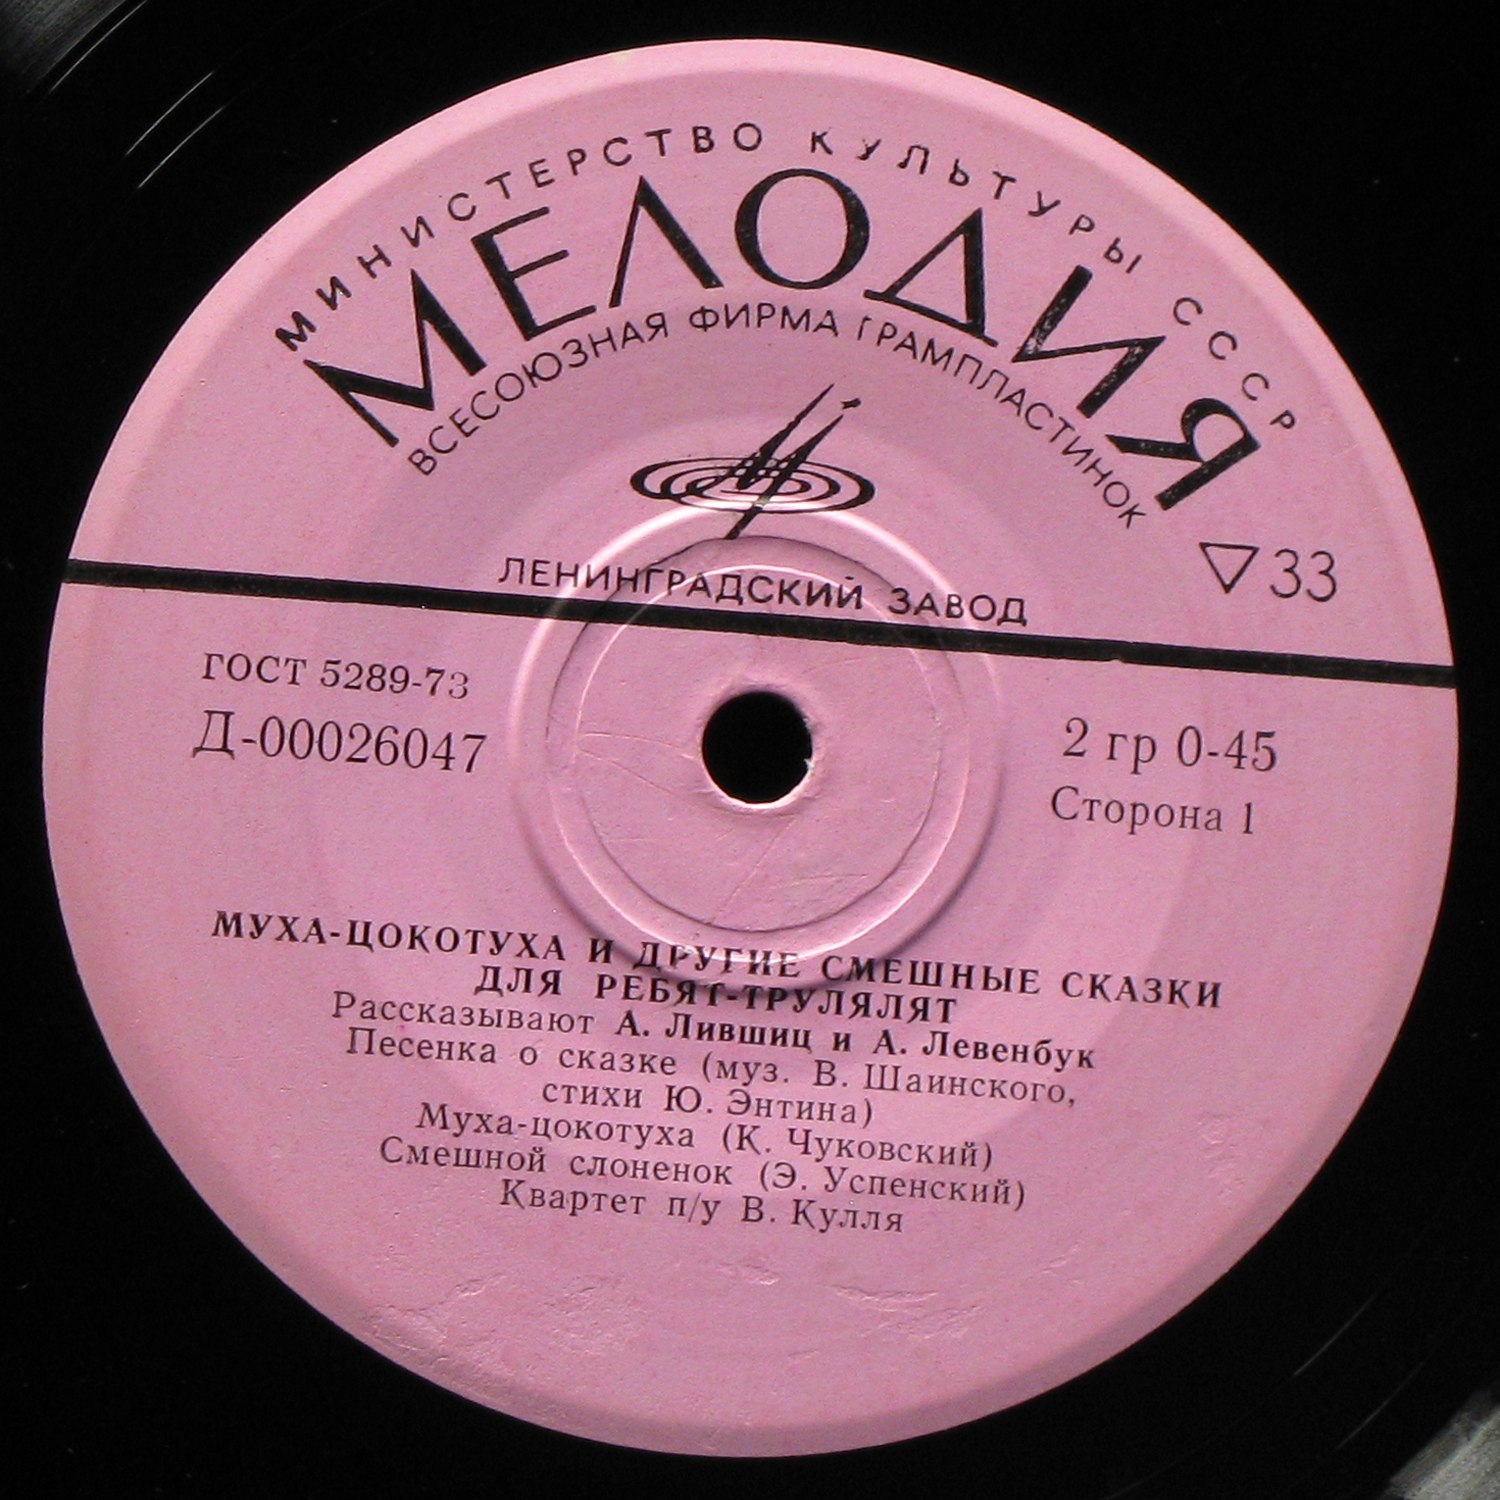 МИНИСТЕРСТВО КУЛЬТУРЫ СССР
МЕЛОДИЯ
ВСЕСОЮЗНАЯ ФИРМА ГРАМПЛАСТИНОК
▽33
ЛЕНИНГРАДСКИЙ ЗАВОД
ГОСТ 5289-73
Д-00026047
2 гр 0-45
Сторона 1
МУХА-ЦОКОТУХА И ДРУГИЕ СМЕШНЫЕ СКАЗКИ
ДЛЯ РЕБЯТ-ТРУЛЯЛЯТ
Рассказывают А. Лившиц и А. Левенбук
Песенка о сказке (муз. В. Шаинского,
стихи Ю. Энтина)
Муха-цокотуха (К. Чуковский)
Смешной слоненок (Э. Успенский)
Квартет п/у В. Кулля